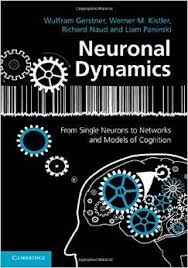 Wulfram Gerstner, Werner M. Kistler,
Richard Naud and Liam Paninski
Neuronal
Dynamics
From Single Neurons to Networks
and Models of Cognition
CAMBRIDGE